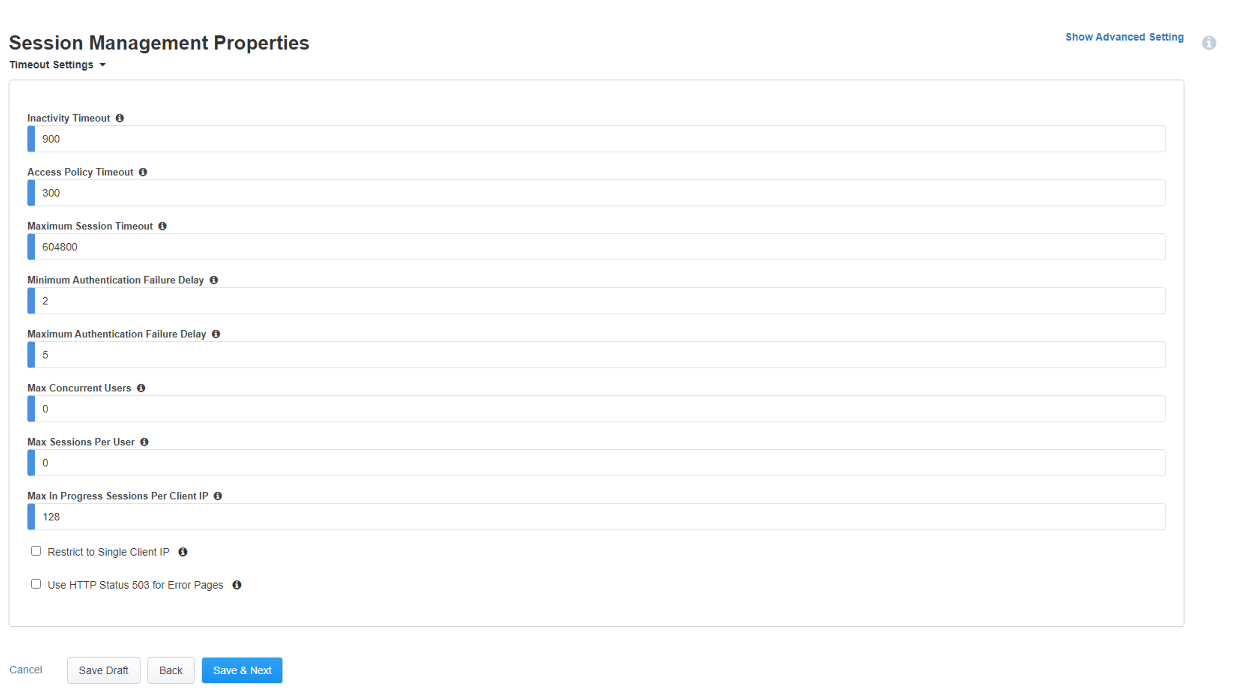 Session Management Properties
Show Advanced Setting
Timeout Settings
Inactivity Timeout
900
Access Policy Timeout
300
Maximum Session Timeout
604800
Minimum Authentication Failure Delay
2
Maximum Authentication Failure Delay
5
Max Concurrent Users
0
Max Sessions Per User
0
Max In Progress Sessions Per Client IP
128
Restrict to Single Client IP
Use HTTP Status 503 for Error Pages
Cancel Save Draft Back Save & Next